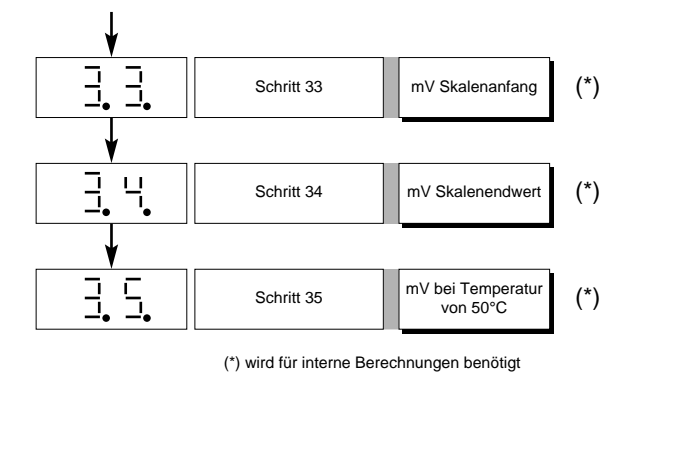 3.3. Schritt 33 mV Skalenanfang (*)
3.4. Schritt 34 mV Skalenendwert (*)
3.5. Schritt 35 mV bei Temperatur von 50°C (*)
(*) wird für interne Berechnungen benötigt